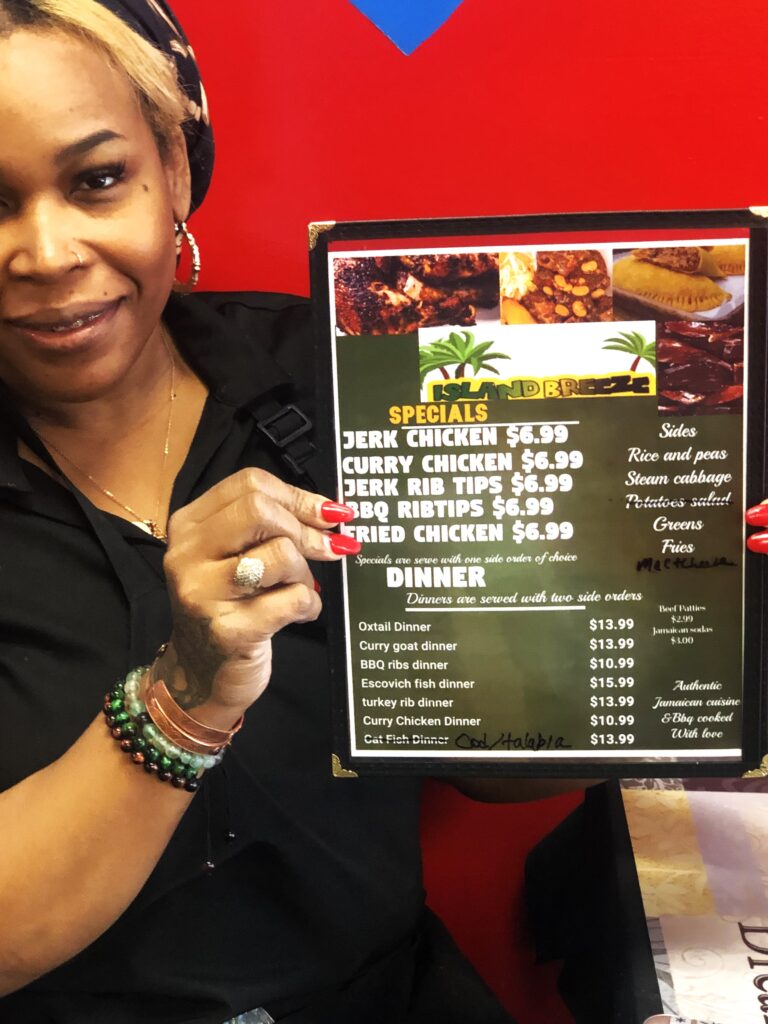 ISLAND BREEZE
SPECIALS
JERK CHICKEN $6.99
CURRY CHICKEN $6.99
JERK RIB TIPS $6.99
BBQ RIBTIPS $6.99
FRIED CHICKEN $6.99
Specials are serve with one side order of choice
Sides
Rice and peas
Steam cabbage
Potatoes salad
Greens
Fries
DINNER
Dinners are served with two side orders
Oxtail Dinner $13.99
Curry goat dinner $13.99
BBQ ribs dinner $10.99
Escovich fish dinner $15.99
turkey rib dinner $13.99
Curry Chicken Dinner $10.99
Cat Fish Dinner Cod/talapia $13.99
Beef Patties
$2.99
Jamaican sodas
$3.00
Authentic
Jamaican cuisine
& Bbq cooked
With love